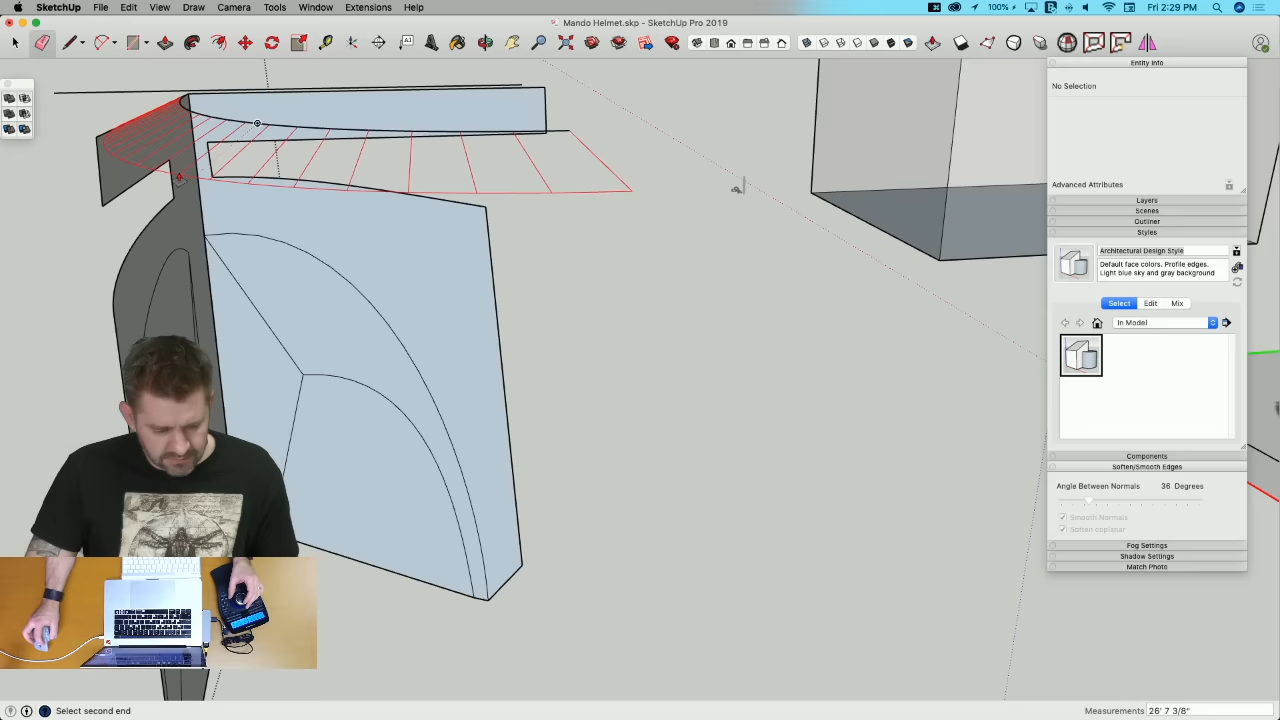 SketchUp File Edit View Draw Camera Tools Window Extensions Help
100% Fri 2:29 PM
Mando Helmet.skp - SketchUp Pro 2019
A1
Entity Info
No Selection
Advanced Attributes
Layers
Scenes
Outliner
Styles
Architectural Design Style
Default face colors. Profile edges.
Light blue sky and gray background
Select Edit Mix
In Model
Components
Soften/Smooth Edges
Angle Between Normals 36 Degrees
Smooth Normals
Soften coplanar
Fog Settings
Shadow Settings
Match Photo
Select second end
Measurements 26' 7 3/8"